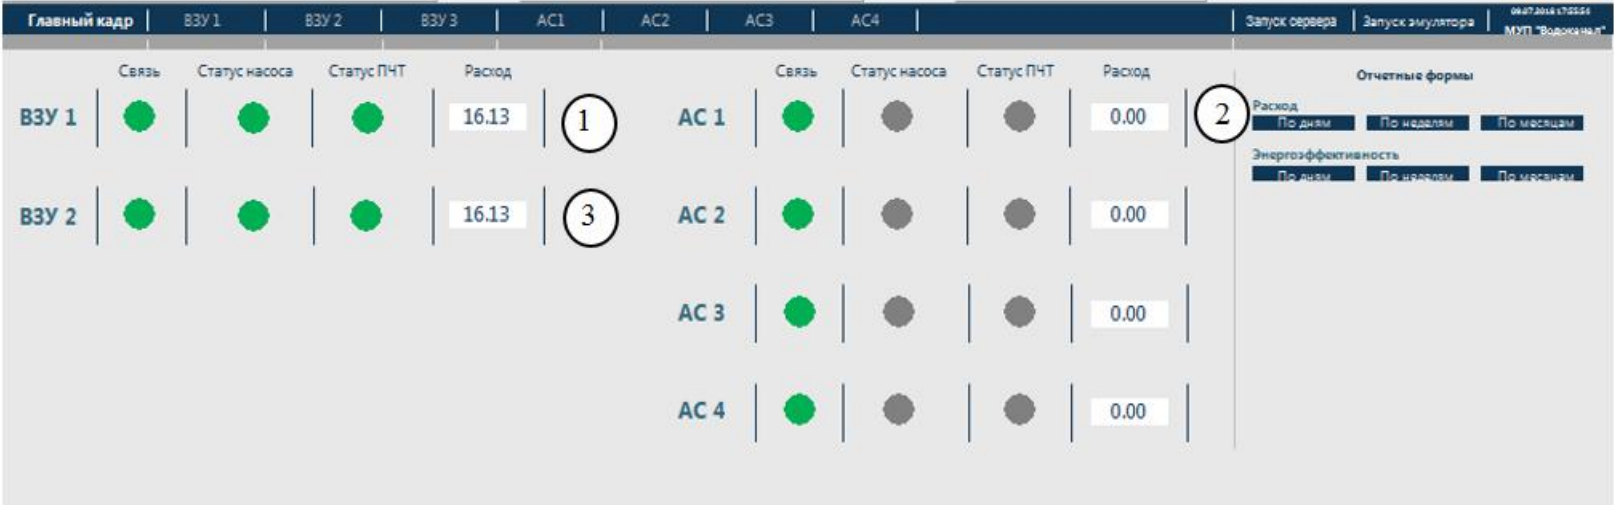 Главный кадр ВЗУ 1 ВЗУ 2 ВЗУ 3 АС1 АС2 АС3 АС4 Запуск сервера Запуск эмулятора
МУП "Водоканал"
Связь Статус насоса Статус ПЧТ Расход Связь Статус насоса Статус ПЧТ Расход Отчетные формы
ВЗУ 1 16.13 1 АС 1 0.00 2
Расход
По дням По неделям По месяцам
Энергоэффективность
По дням По неделям По месяцам
ВЗУ 2 16.13 3 АС 2 0.00
АС 3 0.00
АС 4 0.00